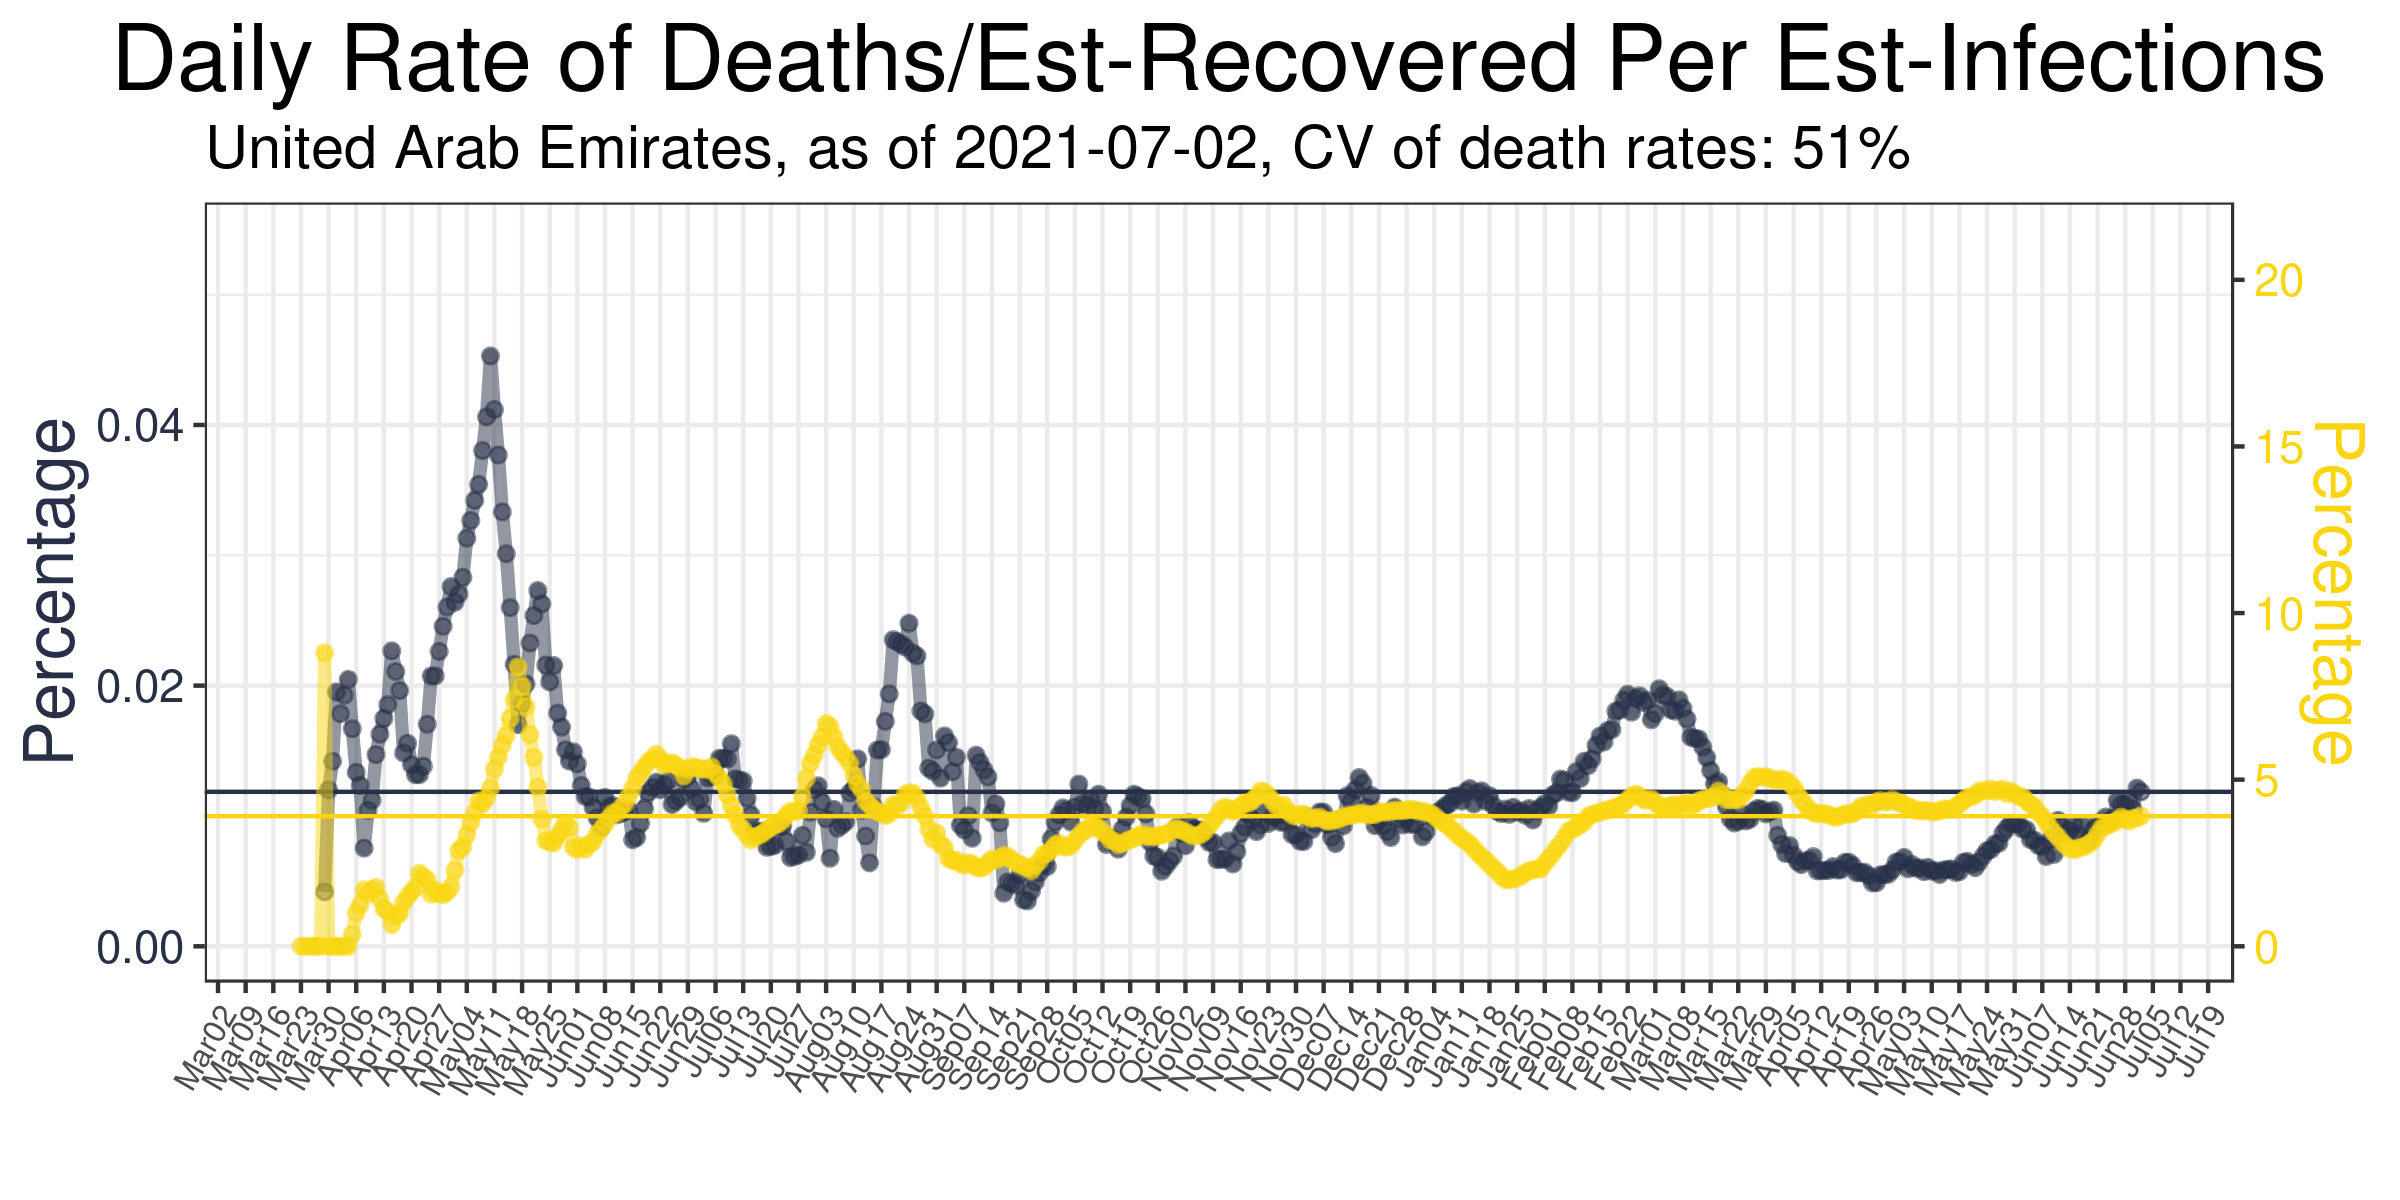 Daily Rate of Deaths/Est-Recovered Per Est-Infections
United Arab Emirates, as of 2021-07-02, CV of death rates: 51%
Percentage
0.04
0.02
0.00
20
15
10
5
0
Percentage
Mar02
Mar09
Mar16
Mar23
Mar30
Apr06
Apr13
Apr20
Apr27
May04
May11
May18
May25
Jun01
Jun08
Jun15
Jun22
Jun29
Jul06
Jul13
Jul20
Jul27
Aug03
Aug10
Aug17
Aug24
Aug31
Sep07
Sep14
Sep21
Sep28
Oct05
Oct12
Oct19
Oct26
Nov02
Nov09
Nov16
Nov23
Nov30
Dec07
Dec14
Dec21
Dec28
Jan04
Jan11
Jan18
Jan25
Feb01
Feb08
Feb15
Feb22
Mar01
Mar08
Mar15
Mar22
Mar29
Apr05
Apr12
Apr19
Apr26
May03
May10
May17
May24
May31
Jun07
Jun14
Jun21
Jun28
Jul05
Jul12
Jul19